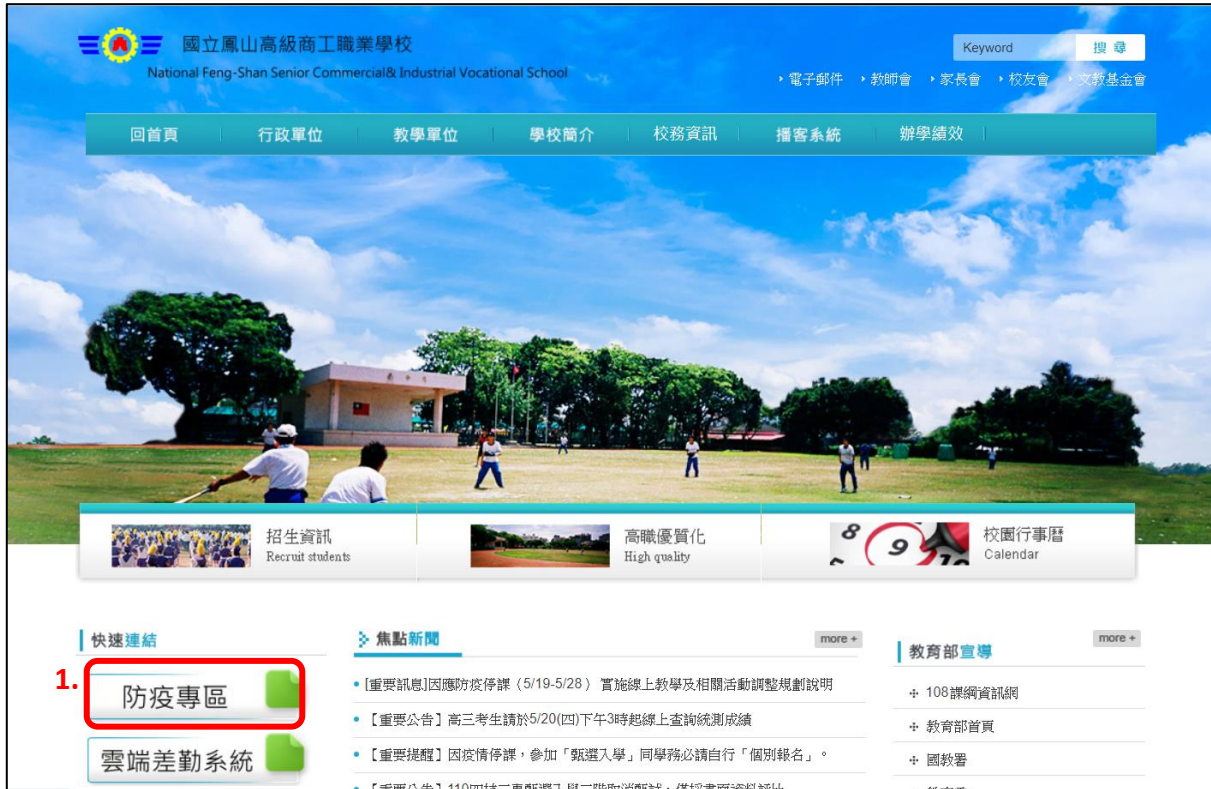 國立鳳山高級商工職業學校
National Feng-Shan Senior Commercial& Industrial Vocational School
Keyword 搜尋
電子郵件 教師會 家長會 校友會 文教基金會
回首頁 行政單位 教學單位 學校簡介 校務資訊 播客系統 辦學績效
招生資訊
Recruit students
高職優質化
High quality
校園行事曆
Calendar
快速連結
1.
防疫專區
雲端差勤系統
焦點新聞 more +
[重要訊息]因應防疫停課（5/19-5/28） 實施線上教學及相關活動調整規劃說明
【重要公告】高三考生請於5/20(四)下午3時起線上查詢統測成績
【重要提醒】因疫情停課，參加「甄選入學」同學務必請自行「個別報名」。
教育部宣導 more +
108課綱資訊網
教育部首頁
國教署